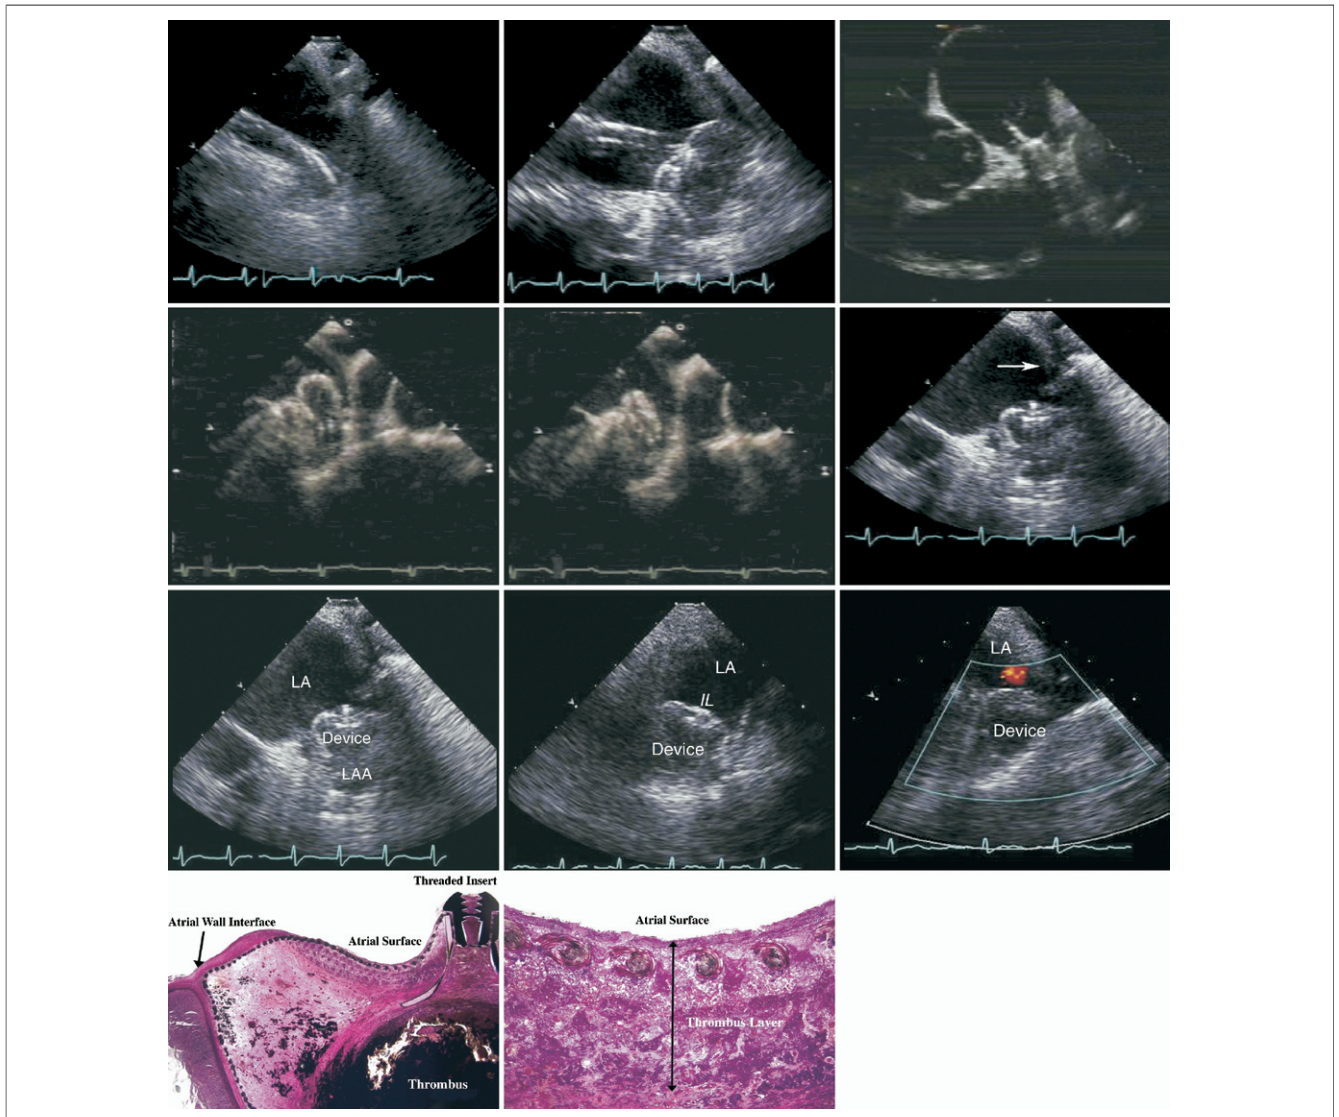 LA
Device
LAA
LA
IL
Device
LA
Device
Threaded Insert
Atrial Wall Interface
Atrial Surface
Thrombus
Atrial Surface
Thrombus Layer